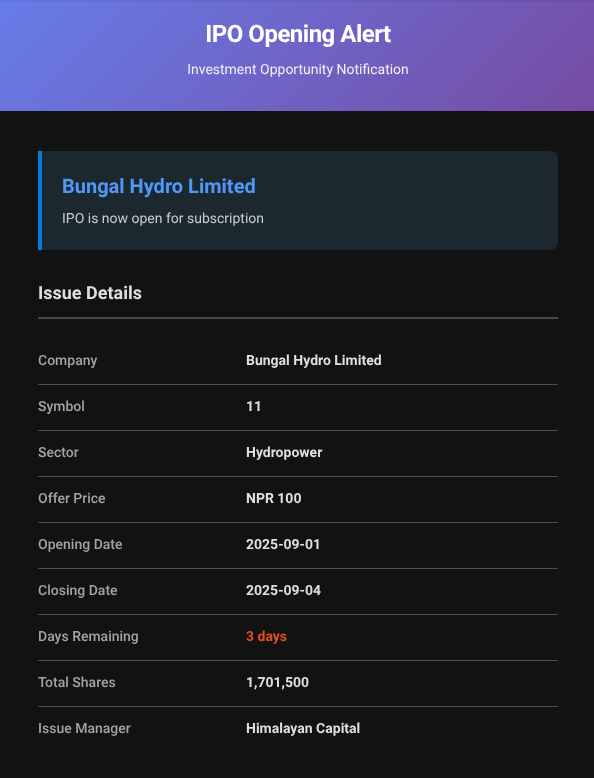 IPO Opening Alert
Investment Opportunity Notification
Bungal Hydro Limited
IPO is now open for subscription
Issue Details
Company Bungal Hydro Limited
Symbol 11
Sector Hydropower
Offer Price NPR 100
Opening Date 2025-09-01
Closing Date 2025-09-04
Days Remaining 3 days
Total Shares 1,701,500
Issue Manager Himalayan Capital